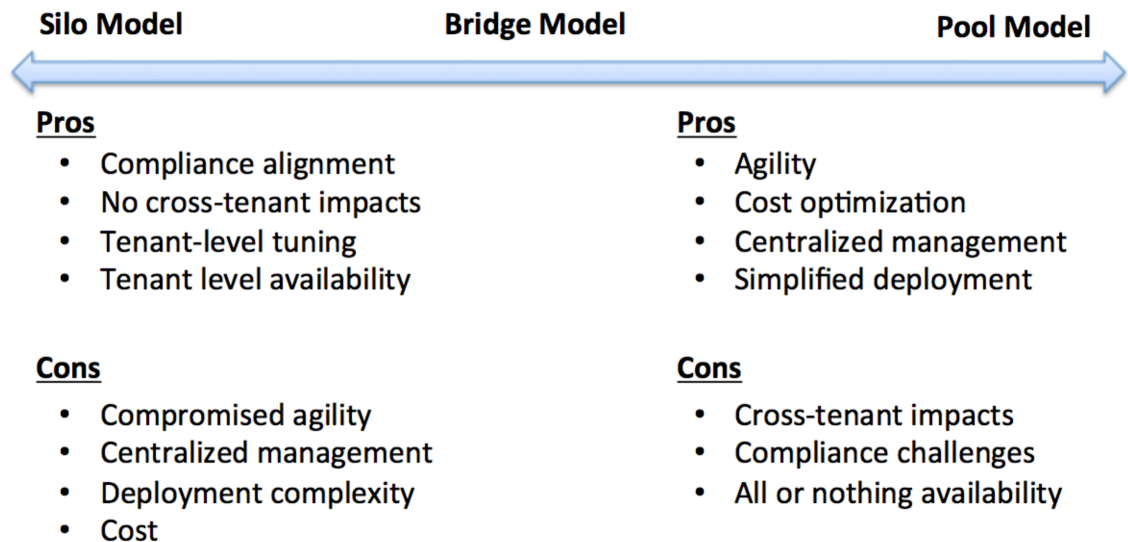 Silo Model
Bridge Model
Pool Model
Pros
• Compliance alignment
• No cross-tenant impacts
• Tenant-level tuning
• Tenant level availability
Cons
• Compromised agility
• Centralized management
• Deployment complexity
• Cost
Pros
• Agility
• Cost optimization
• Centralized management
• Simplified deployment
Cons
• Cross-tenant impacts
• Compliance challenges
• All or nothing availability